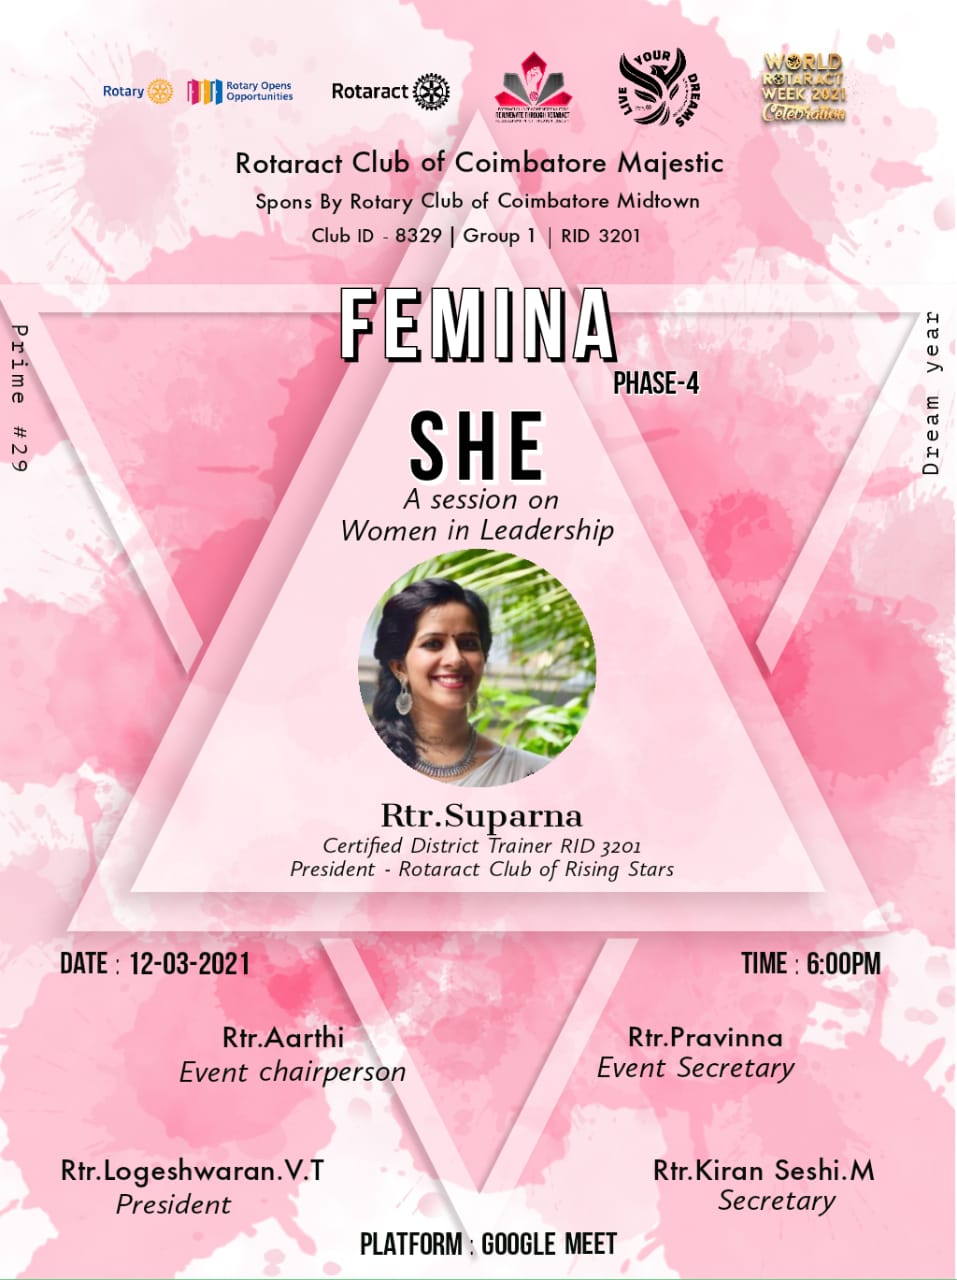 Rotary
Rotary Opens
Opportunities
Rotaract
REJUVENATE THROUGH ROTARACT
LIVE YOUR DREAMS
WORLD
ROTARACT
WEEK 2021
Celebration
Rotaract Club of Coimbatore Majestic
Spons By Rotary Club of Coimbatore Midtown
Club ID - 8329 | Group 1 | RID 3201
FEMINA
PHASE-4
Prime #29
Dream year
SHE
A session on
Women in Leadership
Rtr.Suparna
Certified District Trainer RID 3201
President - Rotaract Club of Rising Stars
DATE : 12-03-2021
TIME : 6:00PM
Rtr.Aarthi
Event chairperson
Rtr.Pravinna
Event Secretary
Rtr.Logeshwaran.V.T
President
Rtr.Kiran Seshi.M
Secretary
PLATFORM : GOOGLE MEET